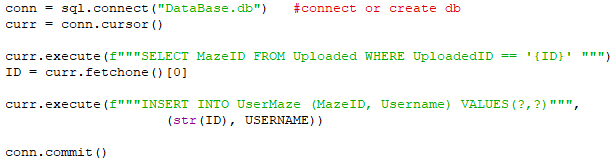 conn = sql.connect("DataBase.db")   #connect or create db
curr = conn.cursor()

curr.execute(f"""SELECT MazeID FROM Uploaded WHERE UploadedID == '{ID}' """)
ID = curr.fetchone()[0]

curr.execute(f"""INSERT INTO UserMaze (MazeID, Username) VALUES(?,?)""",
                        (str(ID), USERNAME))

conn.commit()